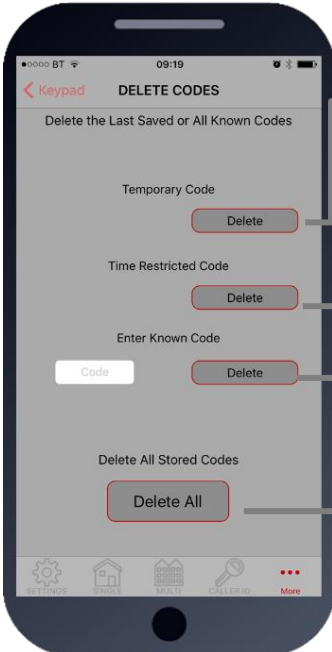 BT 09:19
Keypad DELETE CODES
Delete the Last Saved or All Known Codes
Temporary Code
Delete
Time Restricted Code
Delete
Enter Known Code
Code Delete
Delete All Stored Codes
Delete All
SETTINGS SINGLE MULTI CALLER ID More